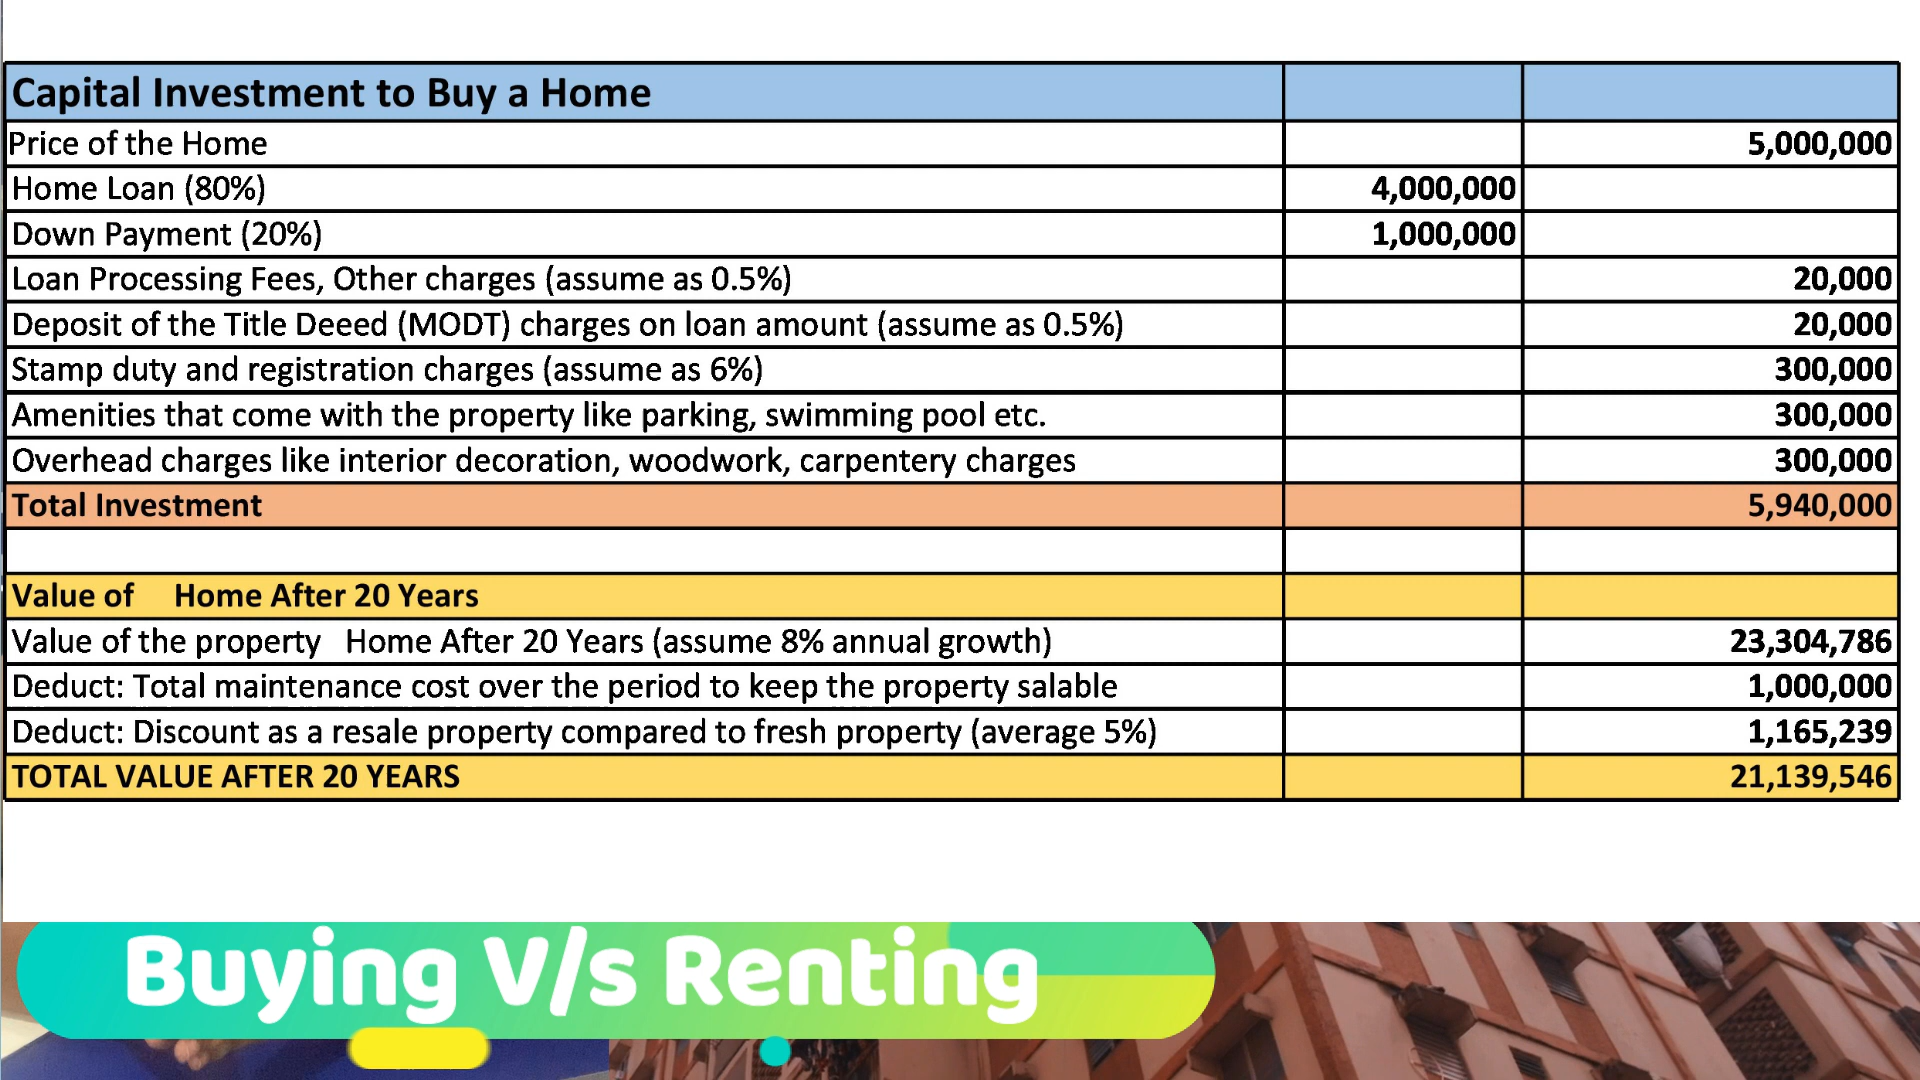 Capital Investment to Buy a Home
Price of the Home 5,000,000
Home Loan (80%) 4,000,000
Down Payment (20%) 1,000,000
Loan Processing Fees, Other charges (assume as 0.5%) 20,000
Deposit of the Title Deeed (MODT) charges on loan amount (assume as 0.5%) 20,000
Stamp duty and registration charges (assume as 6%) 300,000
Amenities that come with the property like parking, swimming pool etc. 300,000
Overhead charges like interior decoration, woodwork, carpentery charges 300,000
Total Investment 5,940,000
Value of Home After 20 Years
Value of the property Home After 20 Years (assume 8% annual growth) 23,304,786
Deduct: Total maintenance cost over the period to keep the property salable 1,000,000
Deduct: Discount as a resale property compared to fresh property (average 5%) 1,165,239
TOTAL VALUE AFTER 20 YEARS 21,139,546
Buying V/s Renting